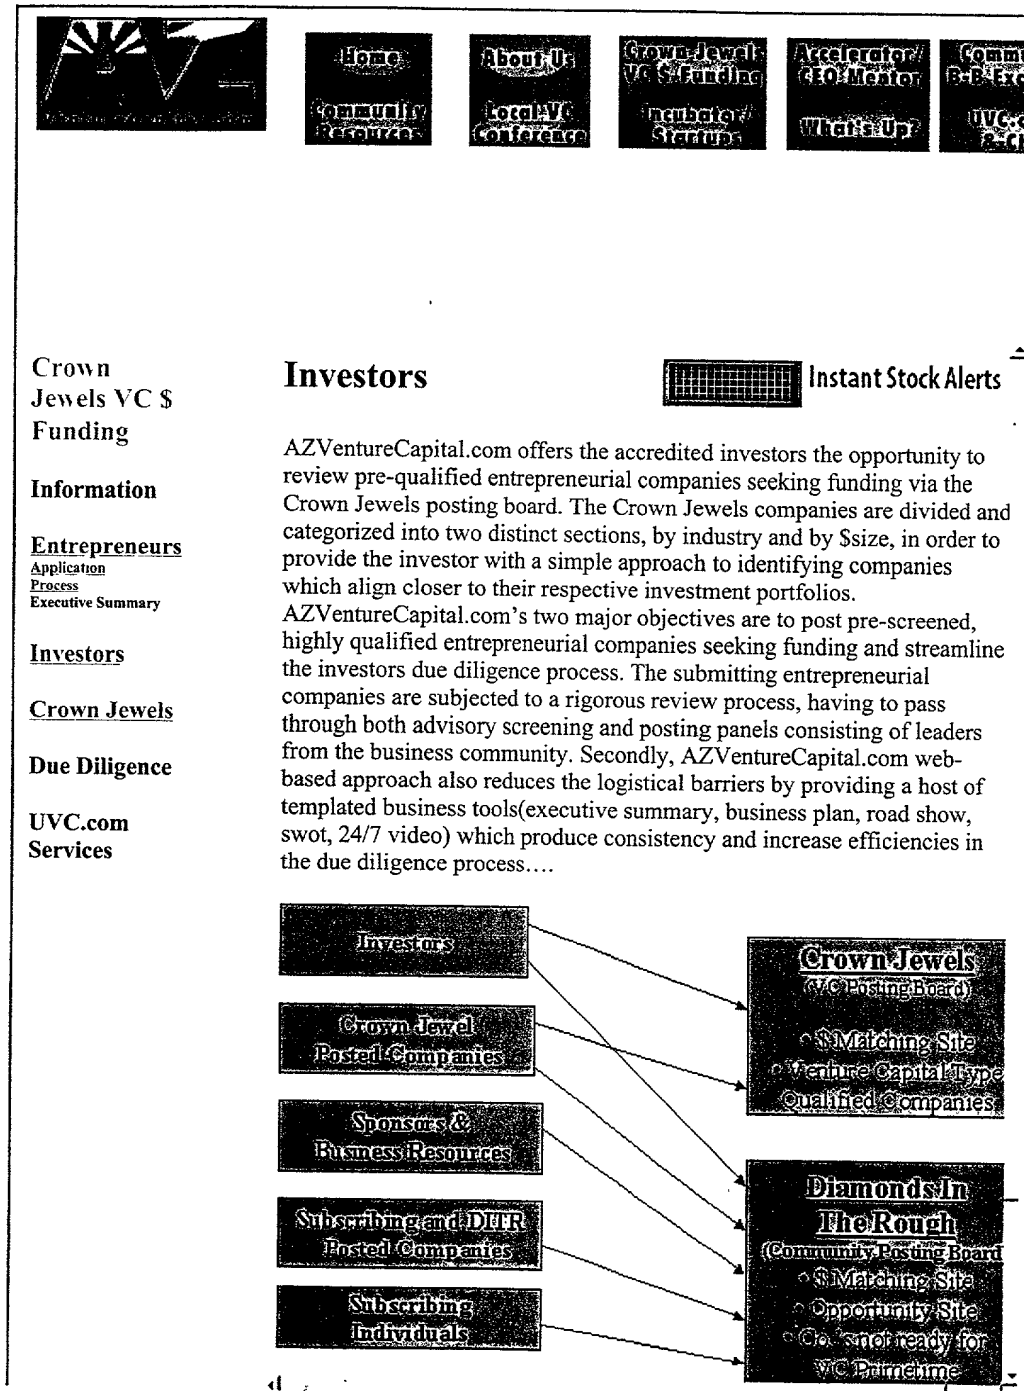 Home
Community
Resources
About Us
Local VC
Conference
Crown Jewels
VC $ Funding
Incubator/
Startups
Accelerator/
CEO Mentor
What's Up?
Crown
Jewels VC $
Funding
Information
Entrepreneurs
Application
Process
Executive Summary
Investors
Crown Jewels
Due Diligence
UVC.com
Services
Investors
Instant Stock Alerts
AZVentureCapital.com offers the accredited investors the opportunity to
review pre-qualified entrepreneurial companies seeking funding via the
Crown Jewels posting board. The Crown Jewels companies are divided and
categorized into two distinct sections, by industry and by $size, in order to
provide the investor with a simple approach to identifying companies
which align closer to their respective investment portfolios.
AZVentureCapital.com's two major objectives are to post pre-screened,
highly qualified entrepreneurial companies seeking funding and streamline
the investors due diligence process. The submitting entrepreneurial
companies are subjected to a rigorous review process, having to pass
through both advisory screening and posting panels consisting of leaders
from the business community. Secondly, AZVentureCapital.com web-
based approach also reduces the logistical barriers by providing a host of
templated business tools(executive summary, business plan, road show,
swot, 24/7 video) which produce consistency and increase efficiencies in
the due diligence process....
Investors
Crown Jewel
Posted Companies
Sponsors &
Business Resources
Subscribing and DITR
Posted Companies
Subscribing
Individuals
Crown Jewels
(VC Posting Board)
• $ Matching Site
• Venture Capital Type
Qualified Companies
Diamonds In
The Rough
(Community Posting Board
• $ Matching Site
• Opportunity Site
• Co.'s not ready for
VC Primetime